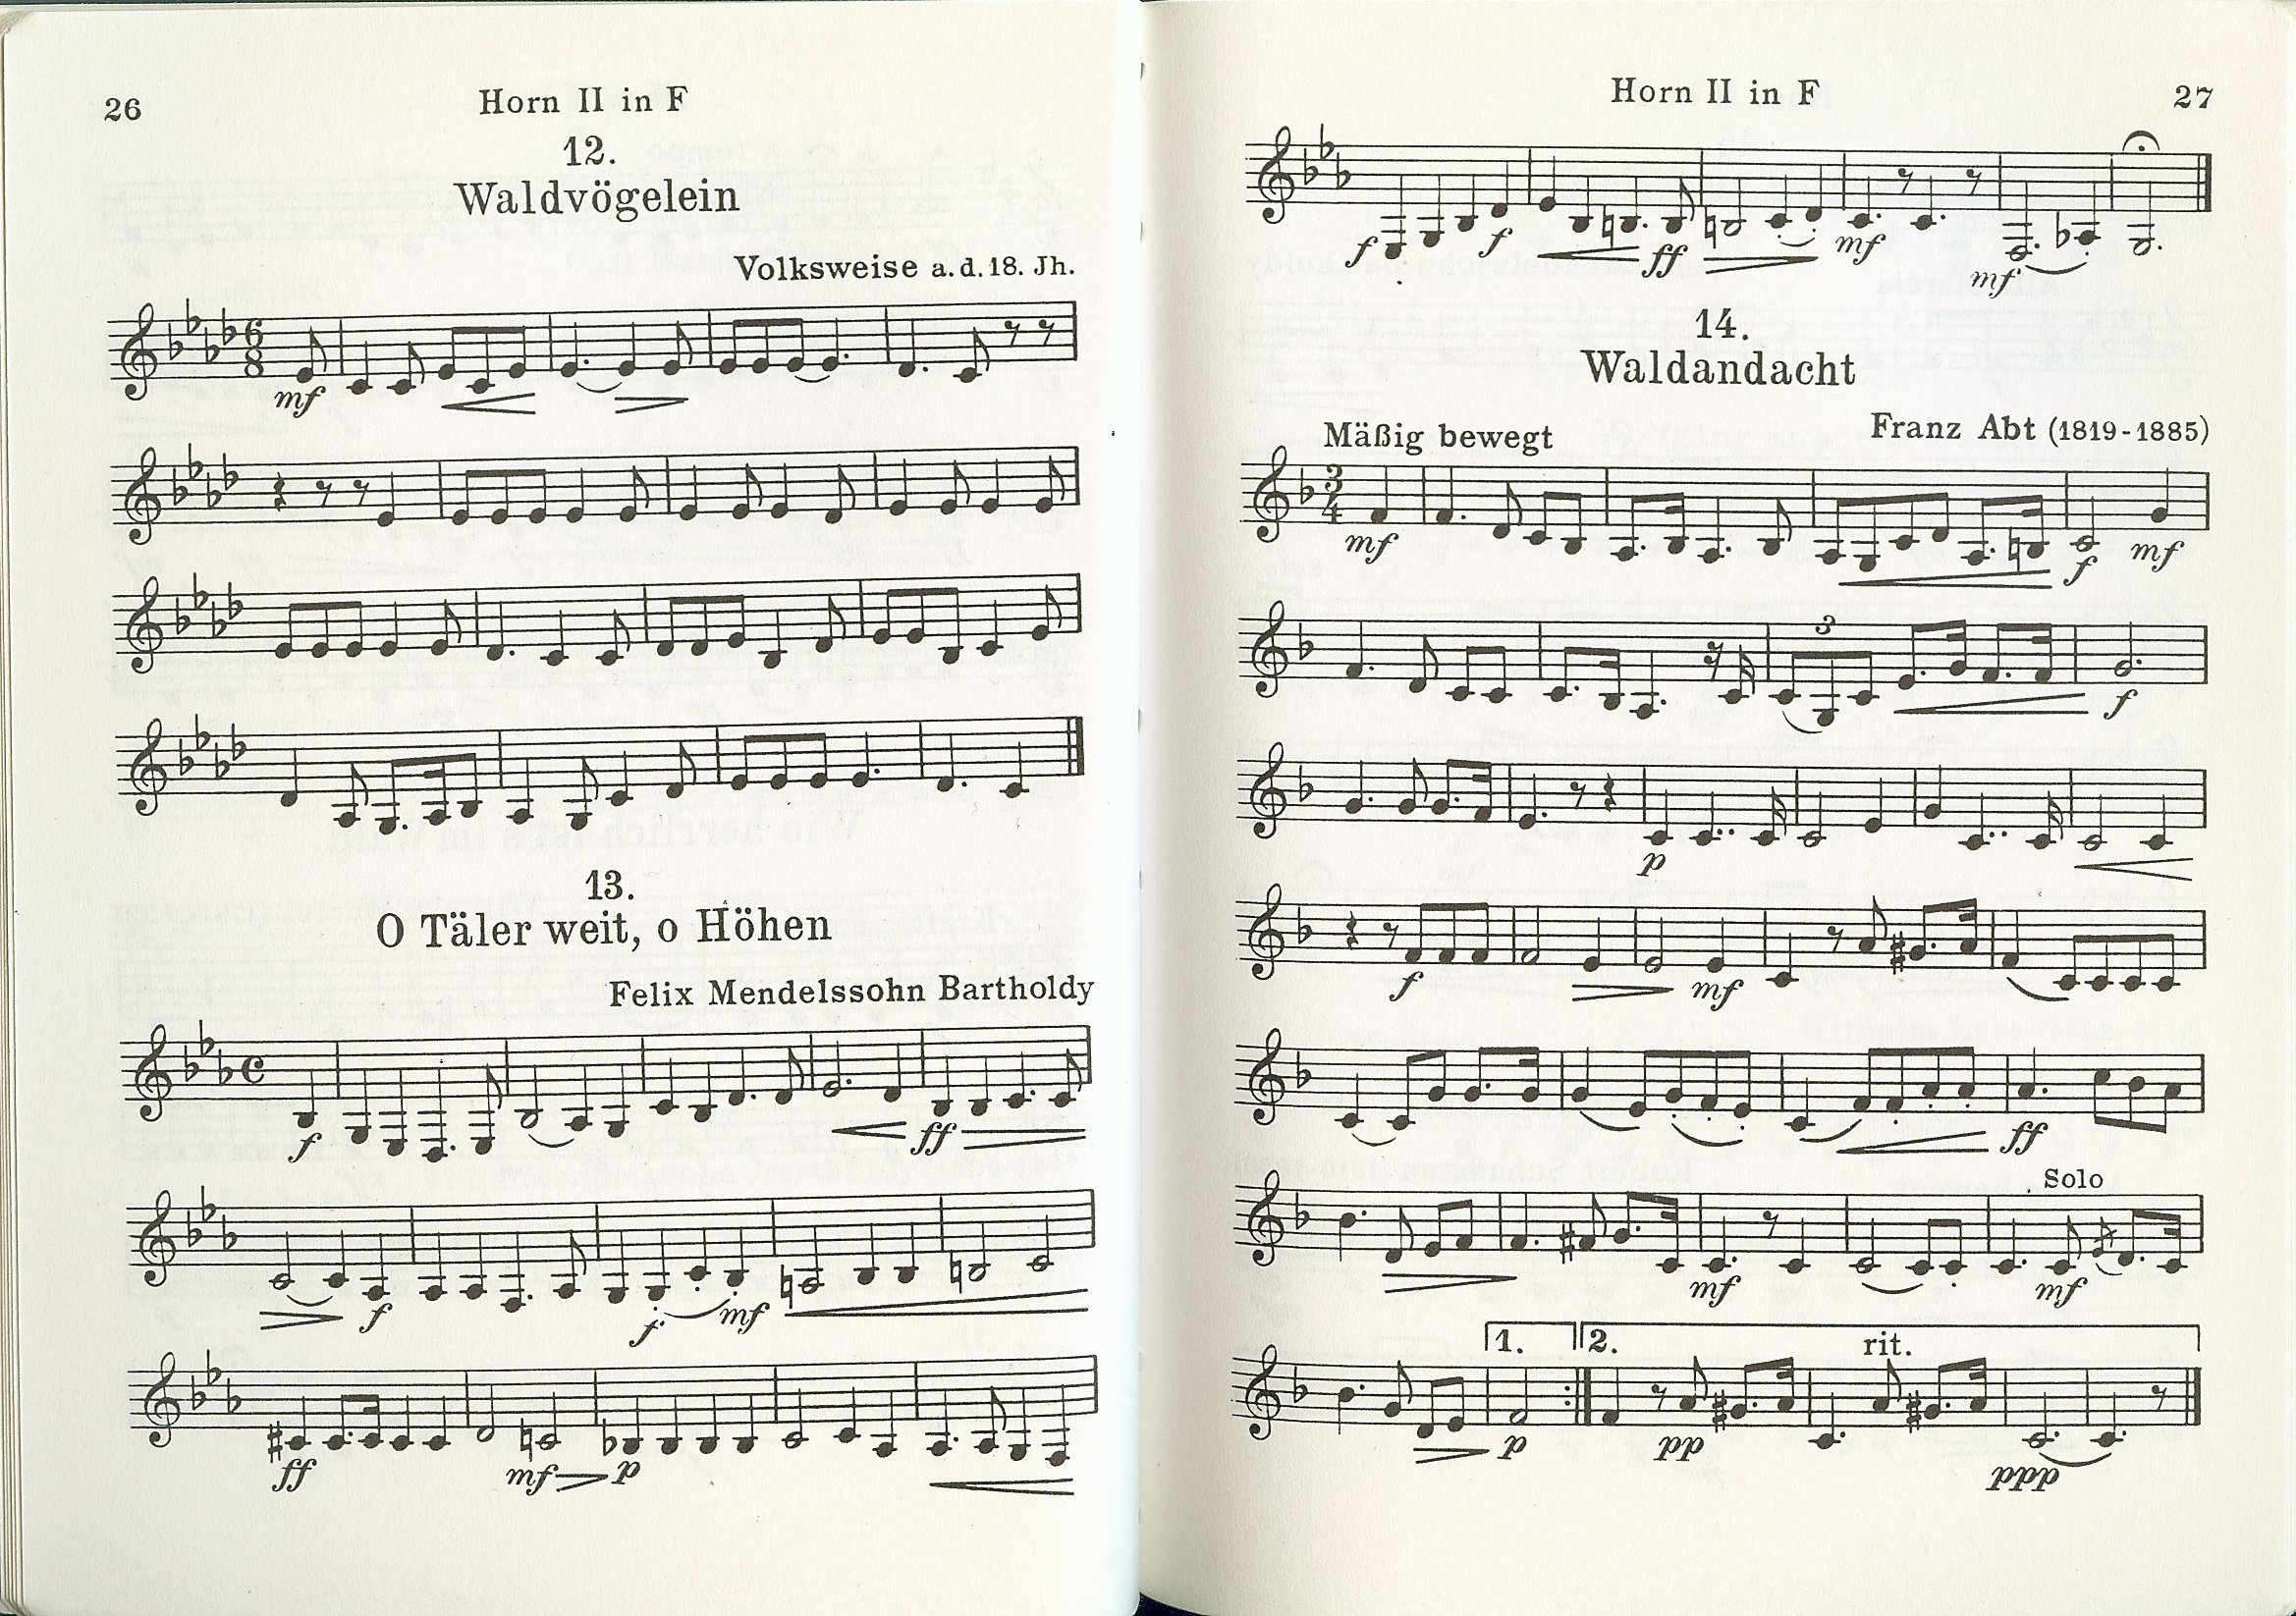 26
Horn II in F
12.
Waldvögelein
Volksweise a. d. 18. Jh.
6
8
mf
13.
O Täler weit, o Höhen
Felix Mendelssohn Bartholdy
f
ff
f
f
mf
ff
mf
p
Horn II in F
27
f
f
ff
mf
mf
14.
Waldandacht
Mäßig bewegt
Franz Abt (1819-1885)
3
4
mf
f
mf
3
f
p
f
mf
ff
Solo
mf
mf
1.
2.
rit.
p
pp
ppp